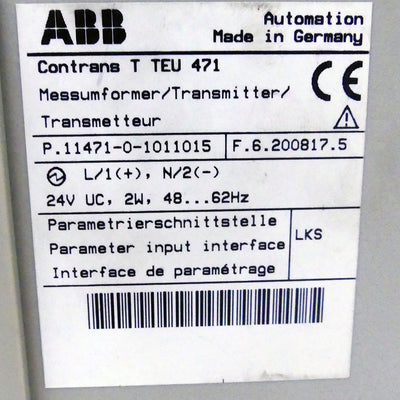 ABB
Automation
Made in Germany
Contrans T TEU 471
CE
Messumformer/Transmitter/
Transmetteur
P.11471-0-1011015
F.6.200817.5
L/1(+), N/2(-)
24V UC, 2W, 48...62Hz
Parametrierschnittstelle
Parameter input interface
Interface de paramétrage
LKS